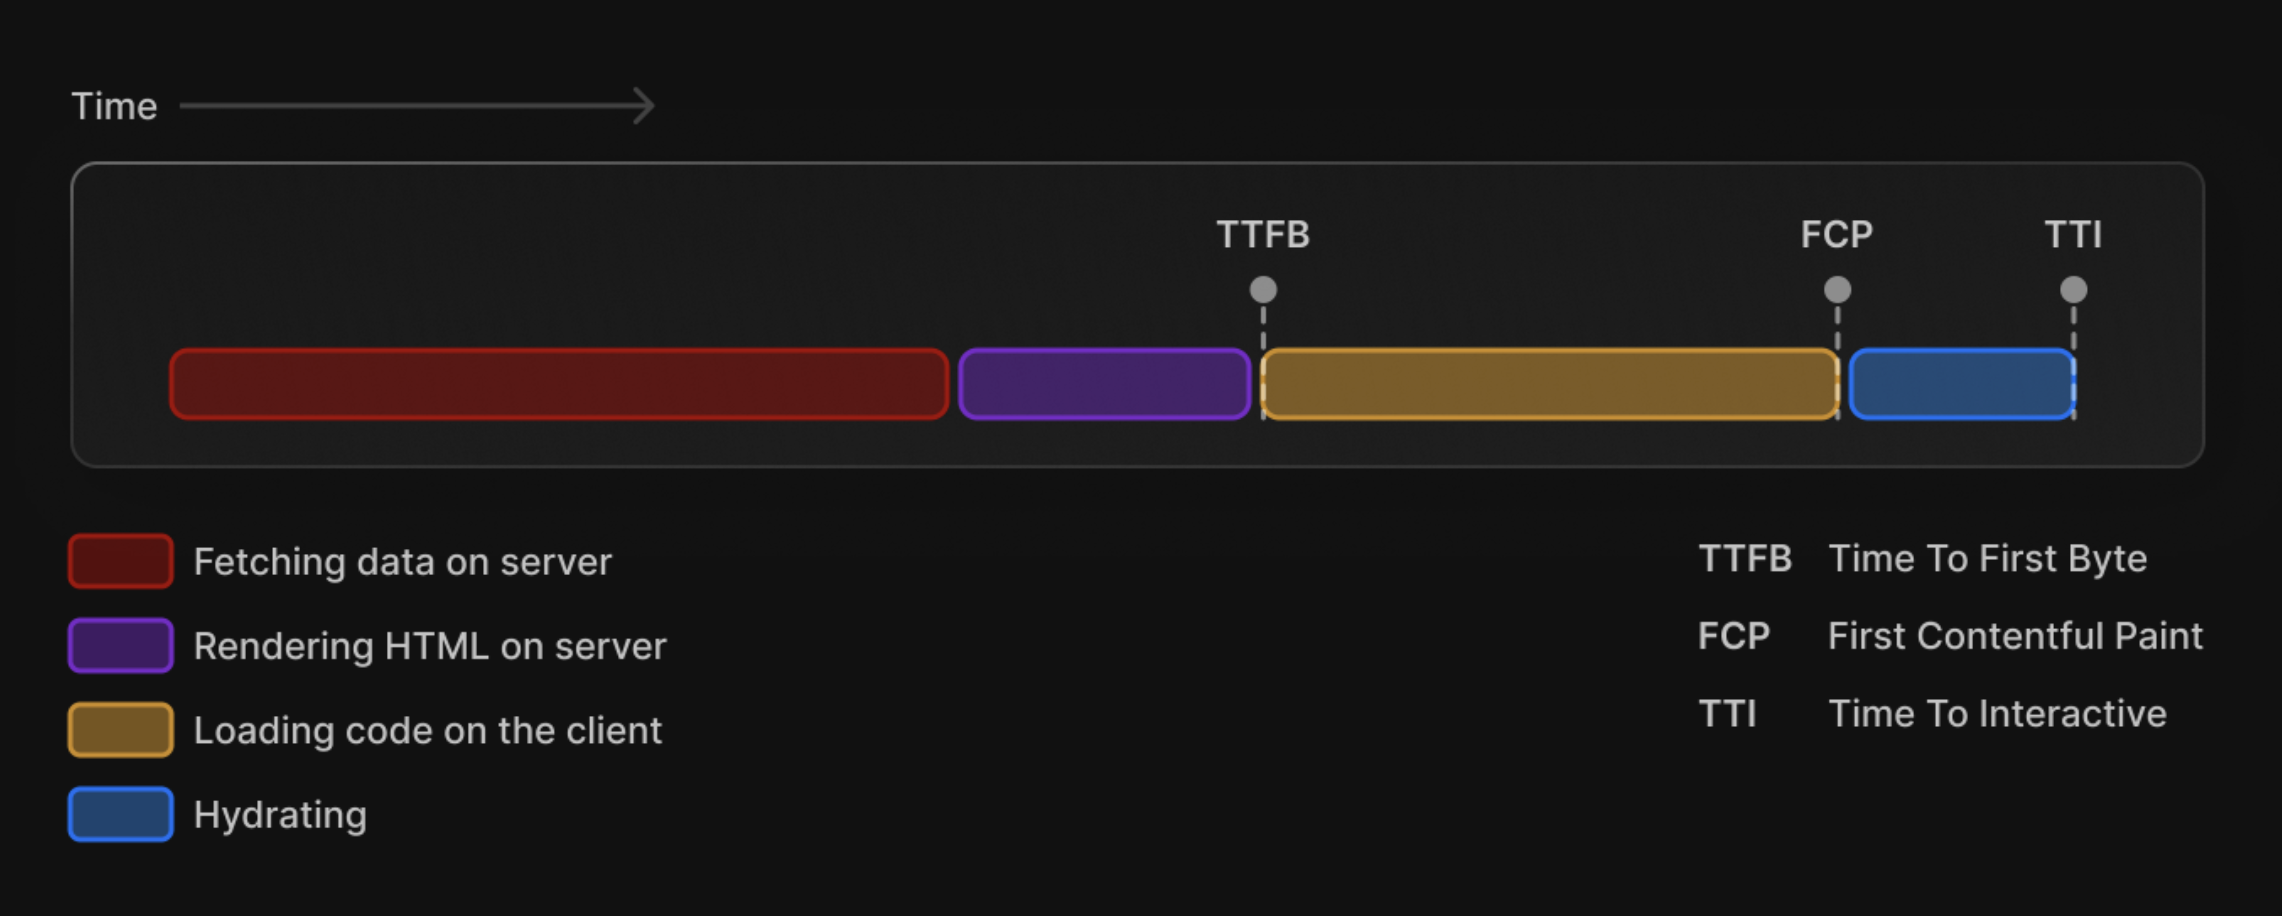 Time
TTFB FCP TTI
Fetching data on server
Rendering HTML on server
Loading code on the client
Hydrating
TTFB Time To First Byte
FCP First Contentful Paint
TTI Time To Interactive